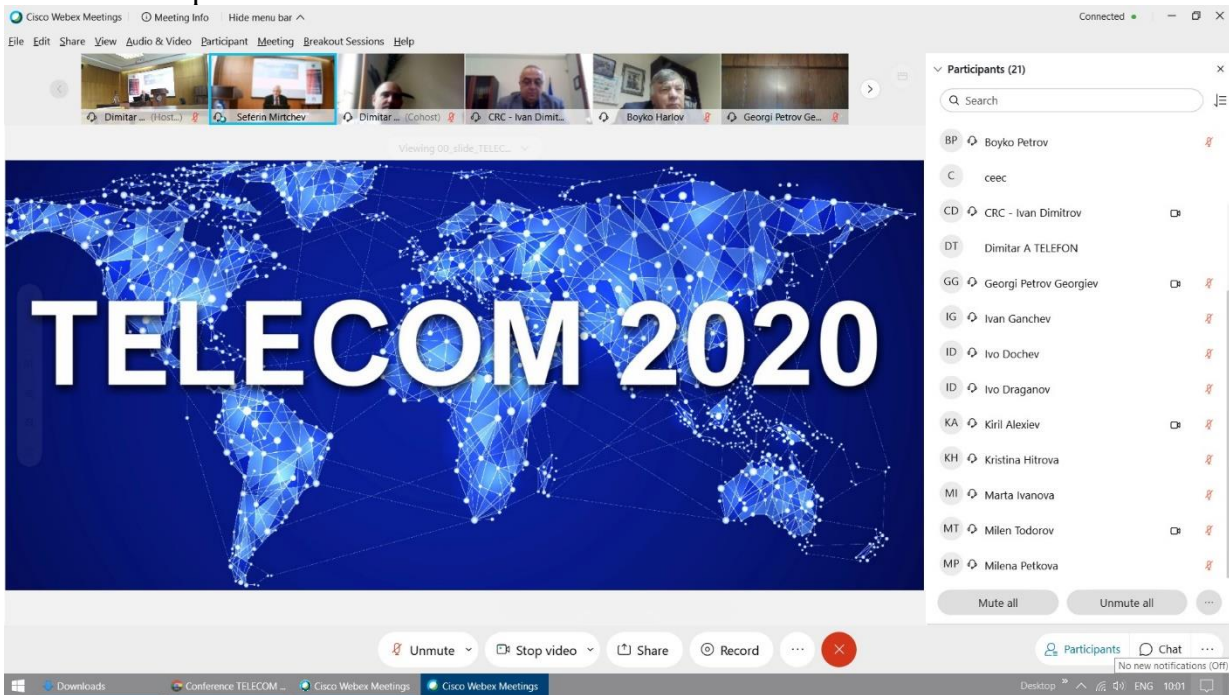 Cisco Webex Meetings
Meeting Info
Hide menu bar
Connected
File Edit Share View Audio & Video Participant Meeting Breakout Sessions Help
Dimitar ... (Host...)
Seferin Mirtchev
Dimitar ... (Cohost)
CRC - Ivan Dimit...
Boyko Harlov
Georgi Petrov Ge...
Viewing 00_slide_TELEC...
TELECOM 2020
Participants (21)
Search
BP Boyko Petrov
C ceec
CD CRC - Ivan Dimitrov
DT Dimitar A TELEFON
GG Georgi Petrov Georgiev
IG Ivan Ganchev
ID Ivo Dochev
ID Ivo Draganov
KA Kiril Alexiev
KH Kristina Hitrova
MI Marta Ivanova
MT Milen Todorov
MP Milena Petkova
Mute all
Unmute all
Unmute
Stop video
Share
Record
Participants
Chat
No new notifications (Off)
Downloads
Conference TELECOM ...
Cisco Webex Meetings
Cisco Webex Meetings
Desktop
ENG
10:01